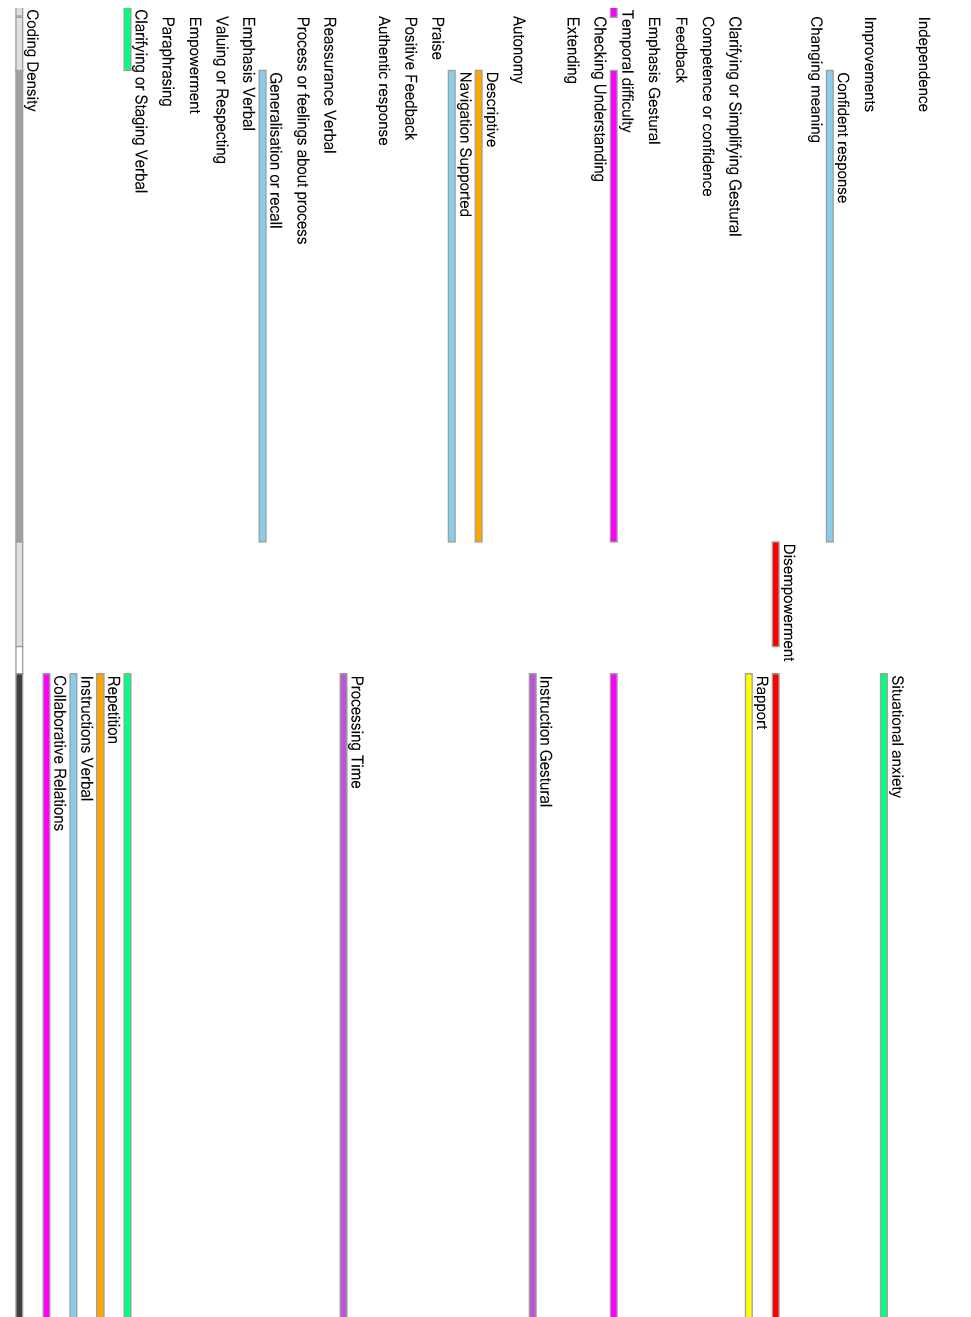 Independence
Situational anxiety
Improvements
Confident response
Changing meaning
Disempowerment
Rapport
Clarifying or Simplifying Gestural
Competence or confidence
Feedback
Emphasis Gestural
Temporal difficulty
Checking Understanding
Extending
Instruction Gestural
Autonomy
Descriptive
Navigation Supported
Praise
Positive Feedback
Authentic response
Processing Time
Reassurance Verbal
Process or feelings about process
Generalisation or recall
Emphasis Verbal
Valuing or Respecting
Empowerment
Paraphrasing
Clarifying or Staging Verbal
Repetition
Instructions Verbal
Collaborative Relations
Coding Density